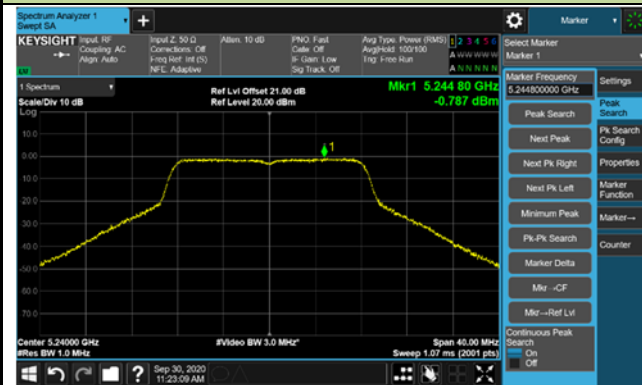 Spectrum Analyzer 1
Swept SA
+
Marker
KEYSIGHT
Input: RF
Coupling: AC
Align: Auto
Input Z: 50 Ω
Corrections: Off
Freq Ref: Int (S)
NFE: Adaptive
Atten: 10 dB
PNO: Fast
Gate: Off
IF Gain: Low
Sig Track: Off
Avg Type: Power (RMS)
Avg|Hold: 100/100
Trig: Free Run
1 2 3 4 5 6
A W W W W W
A N N N N N
Select Marker
Marker 1
1 Spectrum
Scale/Div 10 dB
Log
Ref Lvl Offset 21.00 dB
Ref Level 20.00 dBm
Mkr1 5.244 80 GHz
-0.787 dBm
10.0
0.00
-10.0
-20.0
-30.0
-40.0
-50.0
-60.0
-70.0
1
Center 5.24000 GHz
#Res BW 1.0 MHz
#Video BW 3.0 MHz*
Span 40.00 MHz
Sweep 1.07 ms (2001 pts)
Marker Frequency
5.244800000 GHz
Peak Search
Next Peak
Next Pk Right
Next Pk Left
Minimum Peak
Pk-Pk Search
Marker Delta
Mkr→CF
Mkr→Ref Lvl
Continuous Peak
Search
On
Off
Settings
Peak
Search
Pk Search
Config
Properties
Marker
Function
Marker→
Counter
?
Sep 30, 2020
11:23:09 AM